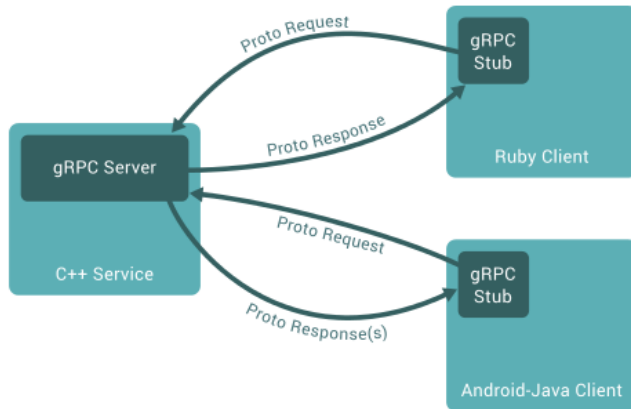 Proto Request
gRPC
Stub
Ruby Client
Proto Response
gRPC Server
C++ Service
Proto Request
gRPC
Stub
Proto Response(s)
Android-Java Client